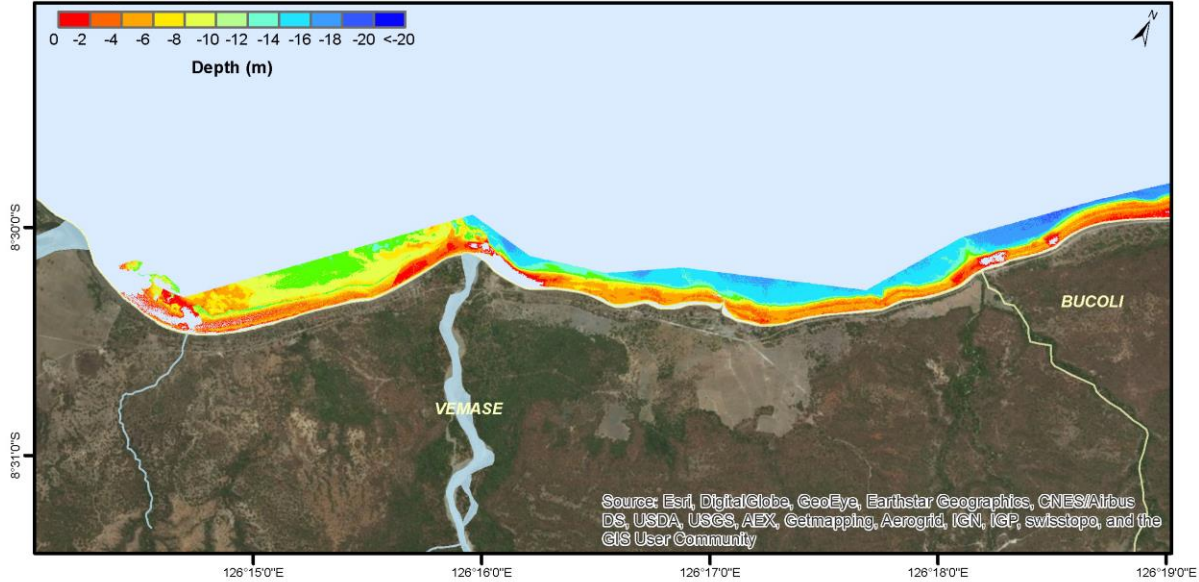 0 -2 -4 -6 -8 -10 -12 -14 -16 -18 -20 <-20
Depth (m)
N
8°30'0"S
BUCOLI
VEMASE
8°31'0"S
Source: Esri, DigitalGlobe, GeoEye, Earthstar Geographics, CNES/Airbus
DS, USDA, USGS, AEX, Getmapping, Aerogrid, IGN, IGP, swisstopo, and the
GIS User Community
126°15'0"E 126°16'0"E 126°17'0"E 126°18'0"E 126°19'0"E